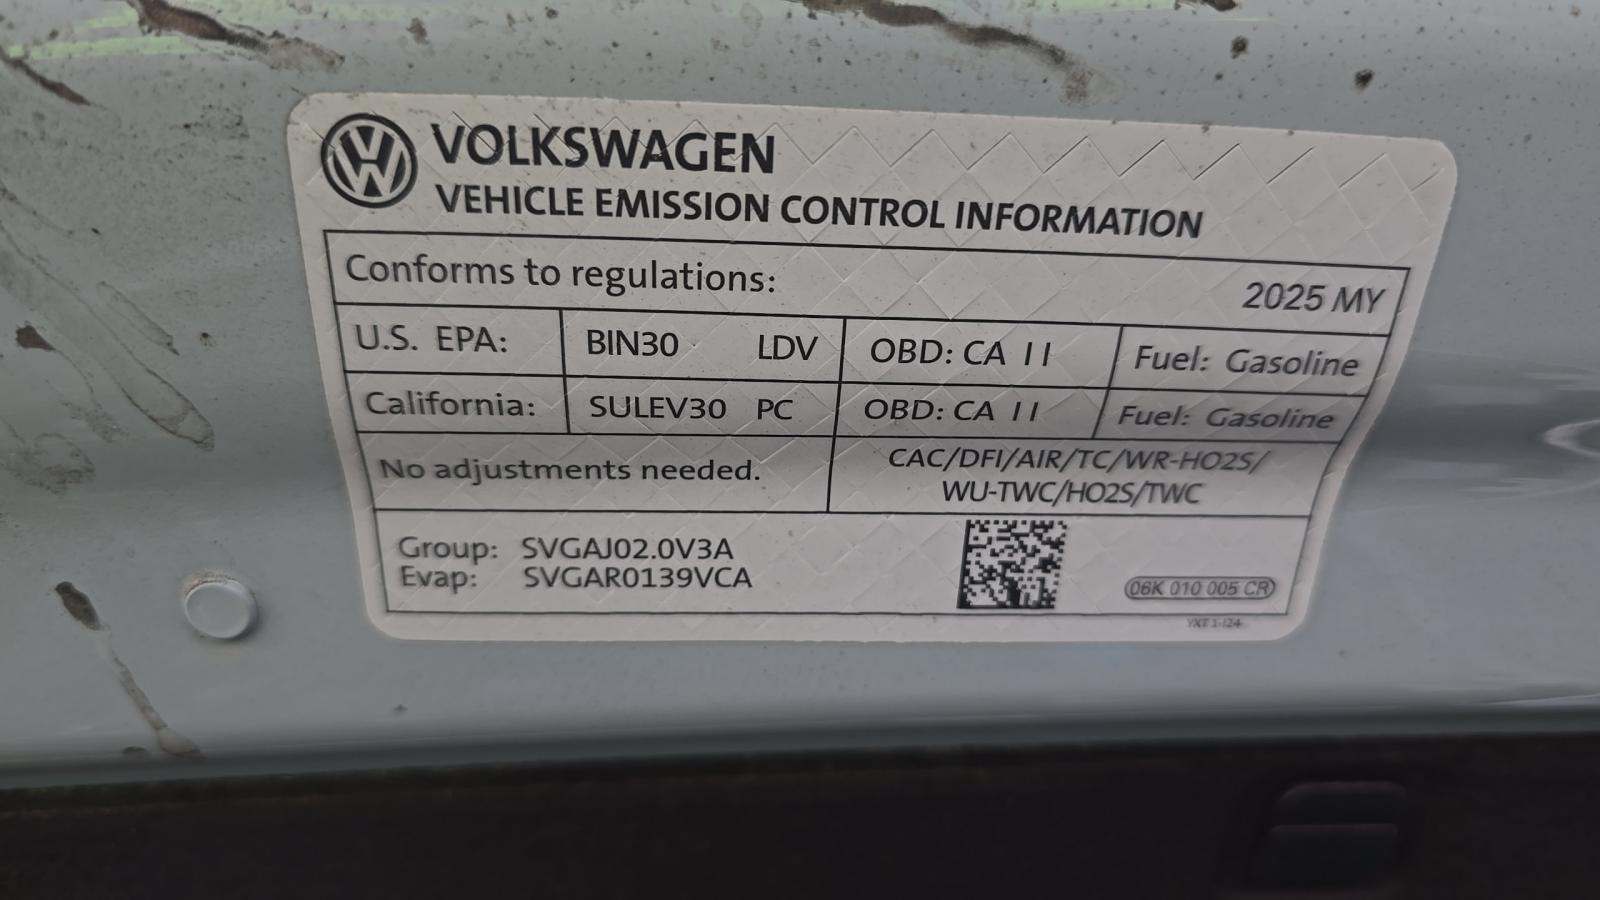 VOLKSWAGEN
VEHICLE EMISSION CONTROL INFORMATION
Conforms to regulations: 2025 MY
U.S. EPA: BIN30 LDV OBD: CA II Fuel: Gasoline
California: SULEV30 PC OBD: CA II Fuel: Gasoline
No adjustments needed. CAC/DFI/AIR/TC/WR-HO2S/
WU-TWC/HO2S/TWC
Group: SVGAJ02.0V3A
Evap: SVGAR0139VCA
06K 010 005 CR